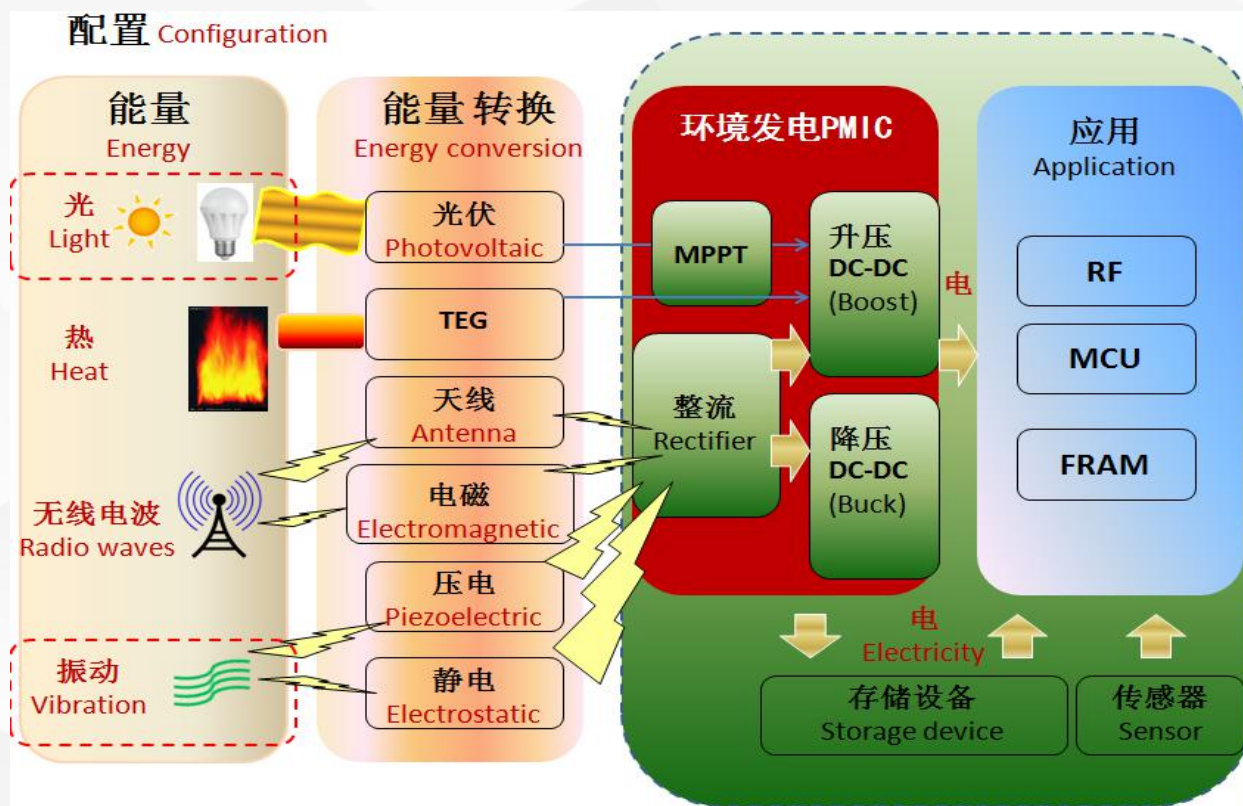 配置 Configuration
能量
Energy
光
Light
热
Heat
无线电波
Radio waves
振动
Vibration
能量 转换
Energy conversion
光伏
Photovoltaic
TEG
天线
Antenna
电磁
Electromagnetic
压电
Piezoelectric
静电
Electrostatic
环境发电PMIC
MPPT
整流
Rectifier
升压
DC-DC
(Boost)
降压
DC-DC
(Buck)
电
应用
Application
RF
MCU
FRAM
电
Electricity
存储设备
Storage device
传感器
Sensor